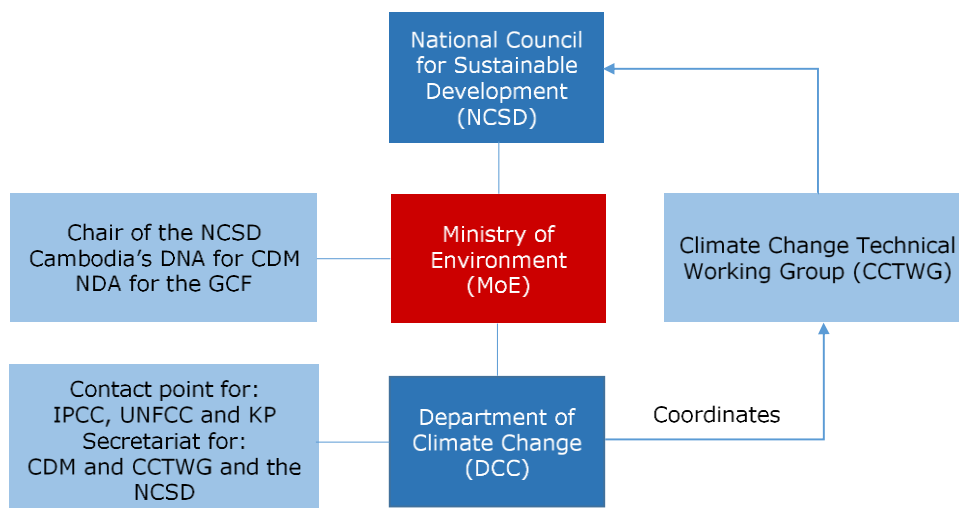 National Council
for Sustainable
Development
(NCSD)
Chair of the NCSD
Cambodia's DNA for CDM
NDA for the GCF
Ministry of
Environment
(MoE)
Climate Change Technical
Working Group (CCTWG)
Contact point for:
IPCC, UNFCC and KP
Secretariat for:
CDM and CCTWG and the
NCSD
Department of
Climate Change
(DCC)
Coordinates